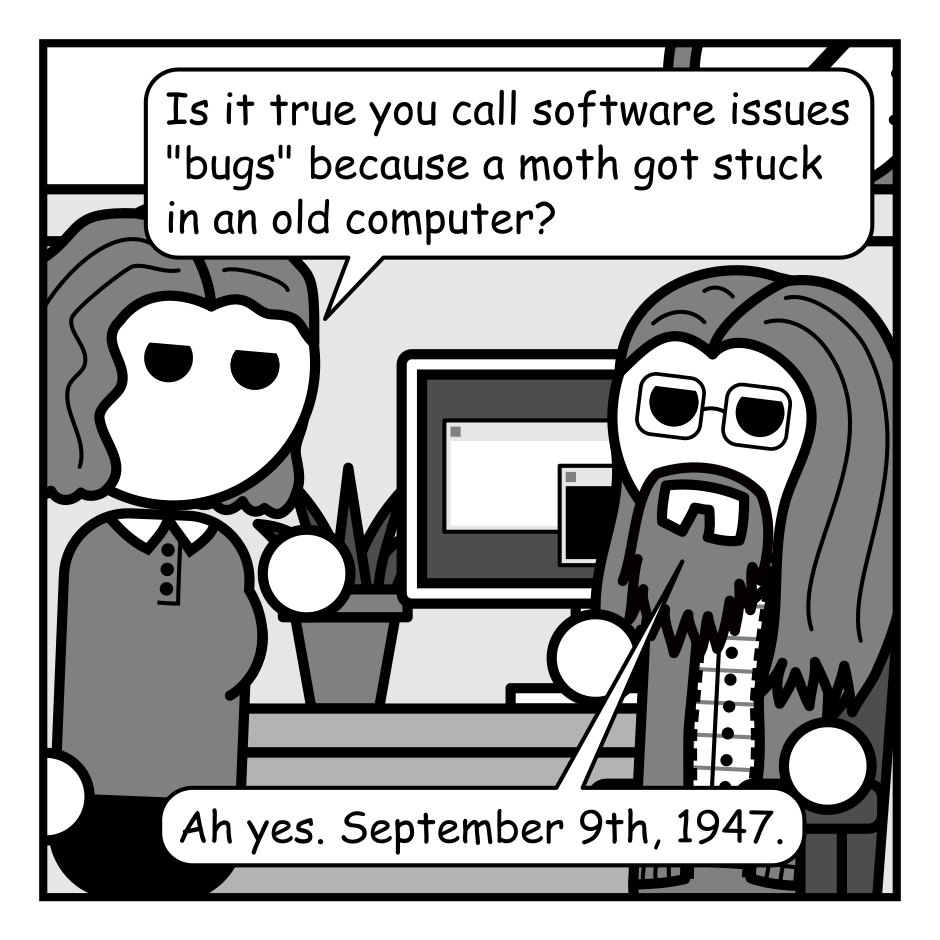 Is it true you call software issues
"bugs" because a moth got stuck
in an old computer?
Ah yes. September 9th, 1947.